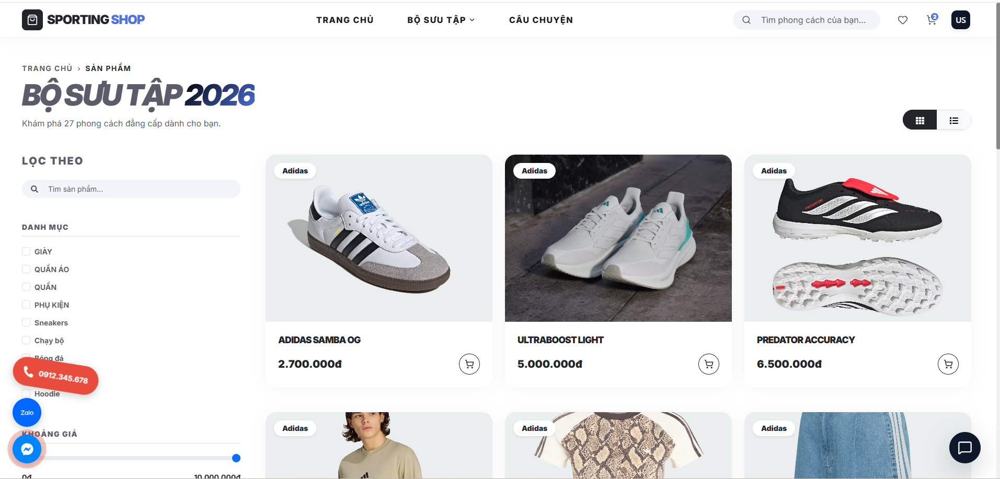 SPORTING SHOP
TRANG CHỦ
BỘ SƯU TẬP
CÂU CHUYỆN
Tìm phong cách của bạn...
2
US
TRANG CHỦ › SẢN PHẨM
BỘ SƯU TẬP 2026
Khám phá 27 phong cách đẳng cấp dành cho bạn.
LỌC THEO
Tìm sản phẩm...
DANH MỤC
GIÀY
QUẦN ÁO
QUẦN
PHỤ KIỆN
Sneakers
Chạy bộ
Bóng đá
0912.345.678
Hoodie
Zalo
KHOẢNG GIÁ
0đ
10.000.000đ
Adidas
adidas
ADIDAS SAMBA OG
2.700.000đ
Adidas
ULTRABOOST LIGHT
5.000.000đ
Adidas
PREDATOR
PREDATOR ACCURACY
6.500.000đ
Adidas
Adidas
Adidas